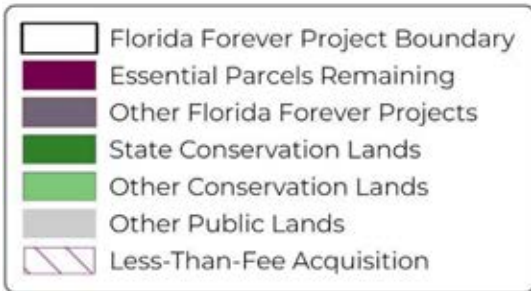 Florida Forever Project Boundary
Essential Parcels Remaining
Other Florida Forever Projects
State Conservation Lands
Other Conservation Lands
Other Public Lands
Less-Than-Fee Acquisition